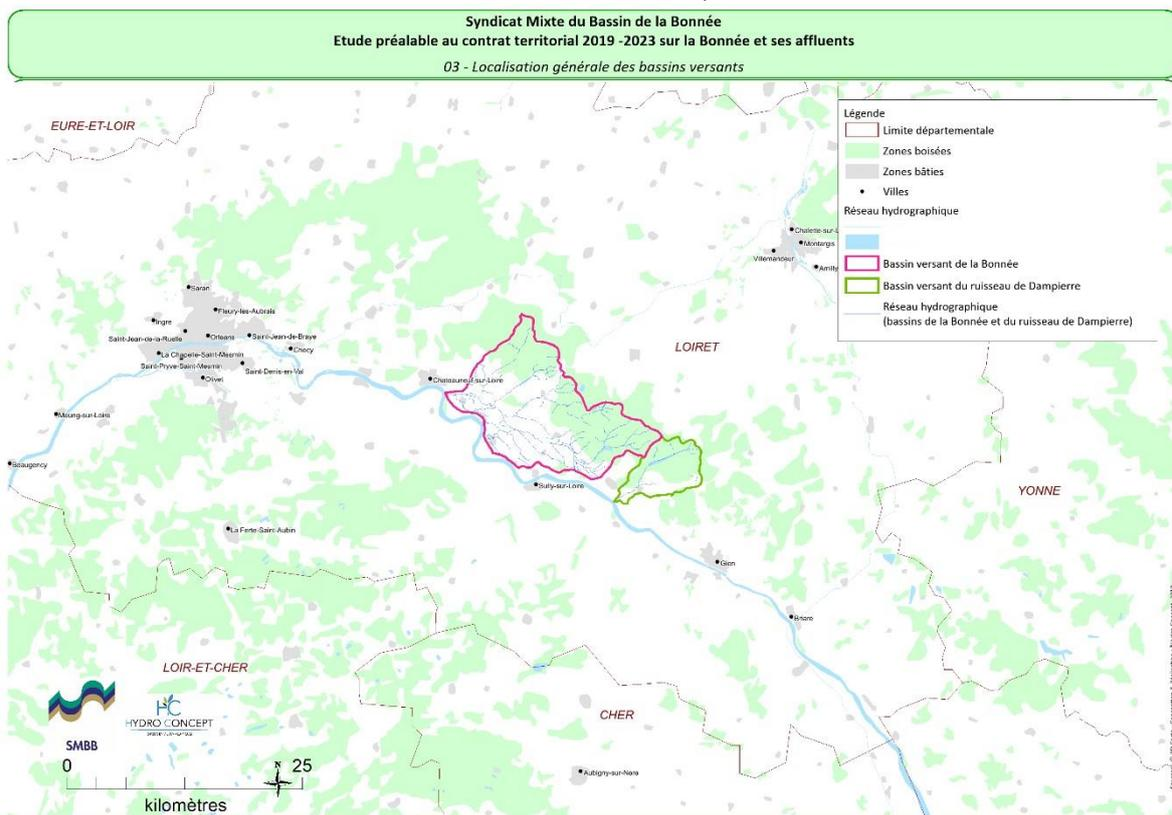 Syndicat Mixte du Bassin de la Bonnée
Etude préalable au contrat territorial 2019 -2023 sur la Bonnée et ses affluents
03 - Localisation générale des bassins versants
EURE-ET-LOIR
Légende
Limite départementale
Zones boisées
Zones bâties
Villes
Réseau hydrographique
Bassin versant de la Bonnée
Bassin versant du ruisseau de Dampierre
Réseau hydrographique
(bassins de la Bonnée et du ruisseau de Dampierre)
Chalette-sur-L
Montargis
Villemandeur
Amilly
Saran
Fleury-les-Aubrais
Ingre
Saint-Jean-de-la-Ruelle
Orleans
Saint-Jean-de-Braye
Checy
La Chapelle-Saint-Mesmin
Saint-Pryve-Saint-Mesmin
Saint-Denis-en-Val
Olivet
LOIRET
Chateauneuf-sur-Loire
Meung-sur-Loire
Beaugency
Sully-sur-Loire
YONNE
La Ferte-Saint-Aubin
Gien
Briare
LOIR-ET-CHER
CHER
Aubigny-sur-Nere
SMBB
HC
HYDRO CONCEPT
0
25
N
kilomètres